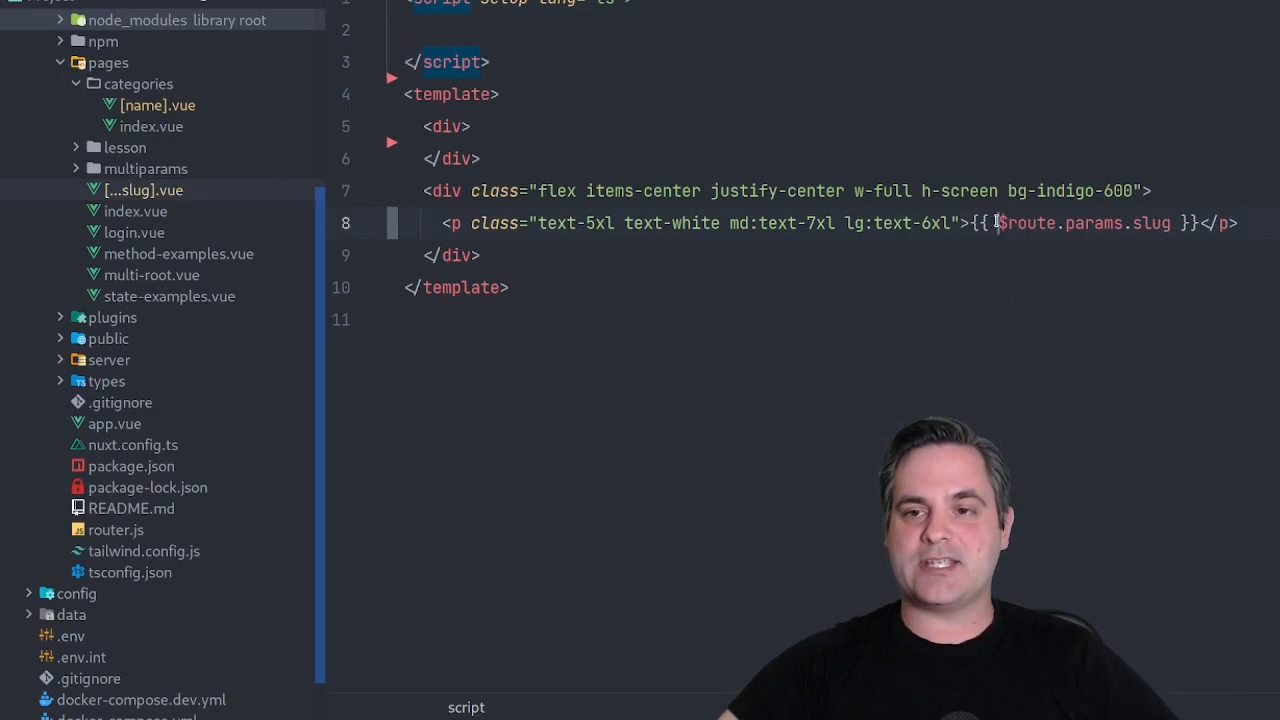 node_modules library root
npm
pages
categories
[name].vue
index.vue
lesson
multiparams
[...slug].vue
index.vue
login.vue
method-examples.vue
multi-root.vue
state-examples.vue
plugins
public
server
types
.gitignore
app.vue
nuxt.config.ts
package.json
package-lock.json
README.md
router.js
tailwind.config.js
tsconfig.json
config
data
.env
.env.int
.gitignore
docker-compose.dev.yml
1 <script setup lang="ts">
2
3 </script>
4 <template>
5 <div>
6 </div>
7 <div class="flex items-center justify-center w-full h-screen bg-indigo-600">
8 <p class="text-5xl text-white md:text-7xl lg:text-6xl">{{ $route.params.slug }}</p>
9 </div>
10 </template>
11
script